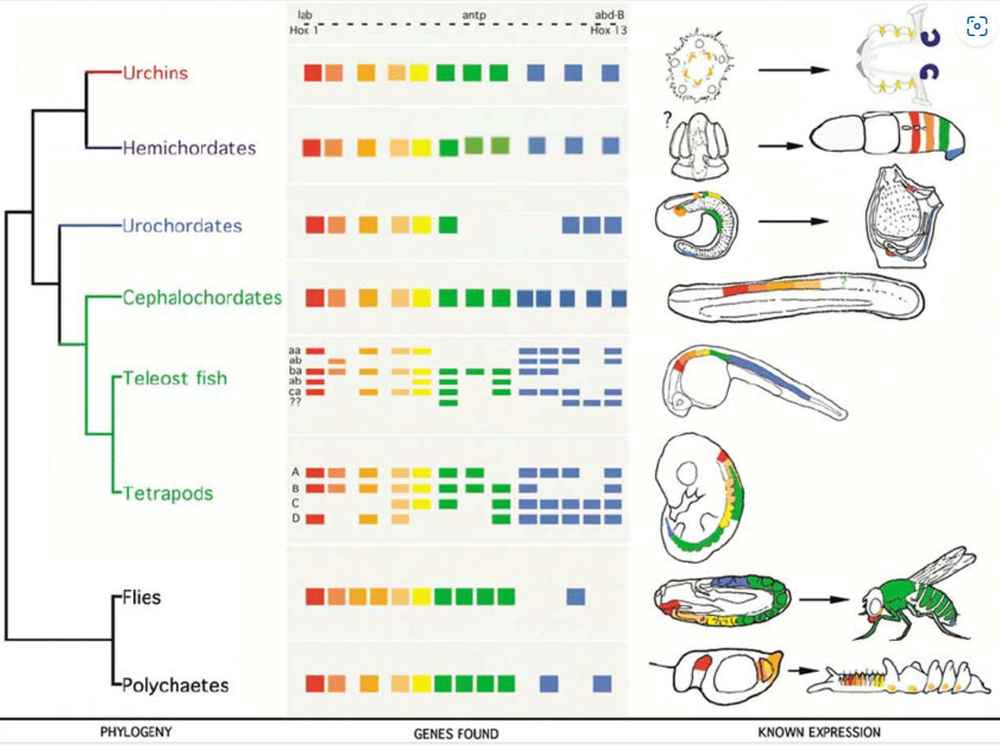 lab antp abd-B
Hox 1 Hox 13
Urchins
Hemichordates
?
Urochordates
Cephalochordates
?
?
aa
ab
ba
ab
ca
??
Teleost fish
A
B
C
D
Tetrapods
Flies
Polychaetes
PHYLOGENY GENES FOUND KNOWN EXPRESSION